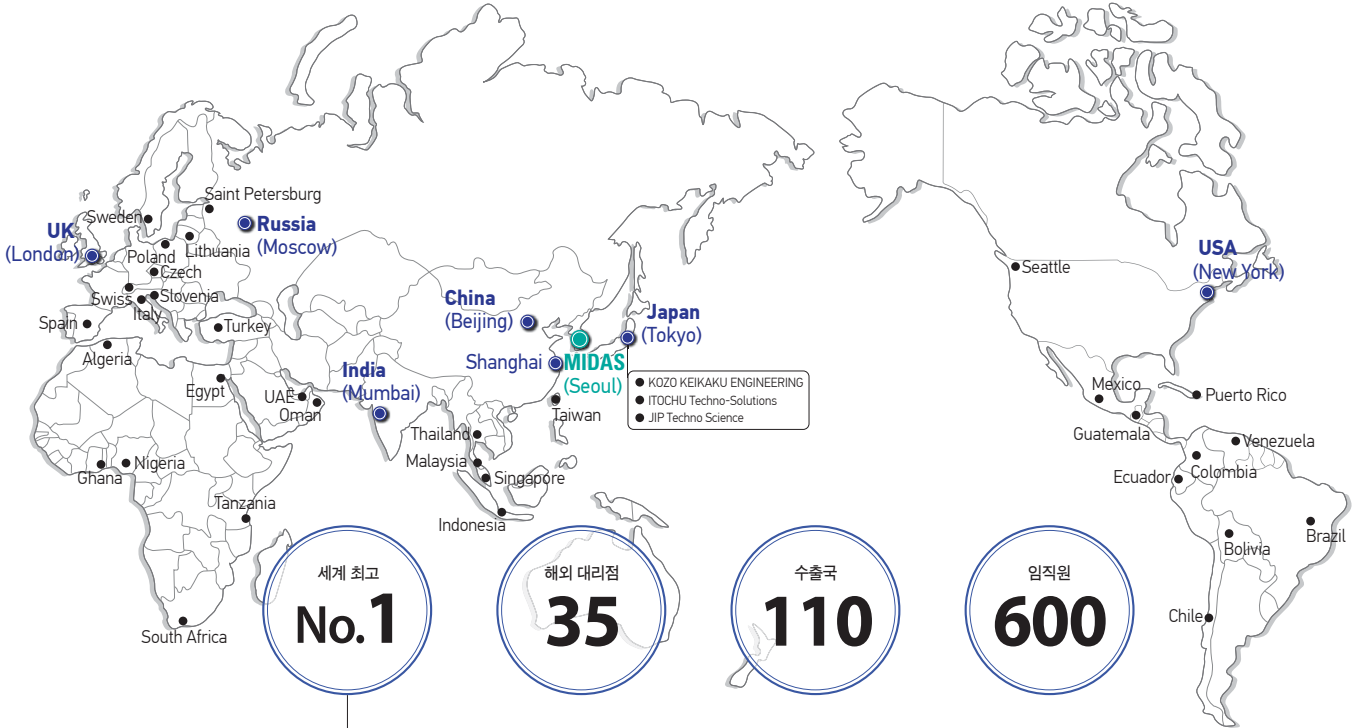 Saint Petersburg
Sweden
Russia
(Moscow)
UK
(London)
Lithuania
Poland
Czech
Swiss
Slovenia
Italy
Spain
Turkey
Algeria
Egypt
UAE
Oman
India
(Mumbai)
China
(Beijing)
Shanghai
MIDAS
(Seoul)
Japan
(Tokyo)
KOZO KEIKAKU ENGINEERING
ITOCHU Techno-Solutions
JIP Techno Science
Taiwan
Thailand
Malaysia
Singapore
Indonesia
Ghana
Nigeria
Tanzania
South Africa
USA
(New York)
Seattle
Mexico
Puerto Rico
Guatemala
Venezuela
Colombia
Ecuador
Brazil
Bolivia
Chile
세계 최고
No.1
해외 대리점
35
수출국
110
임직원
600